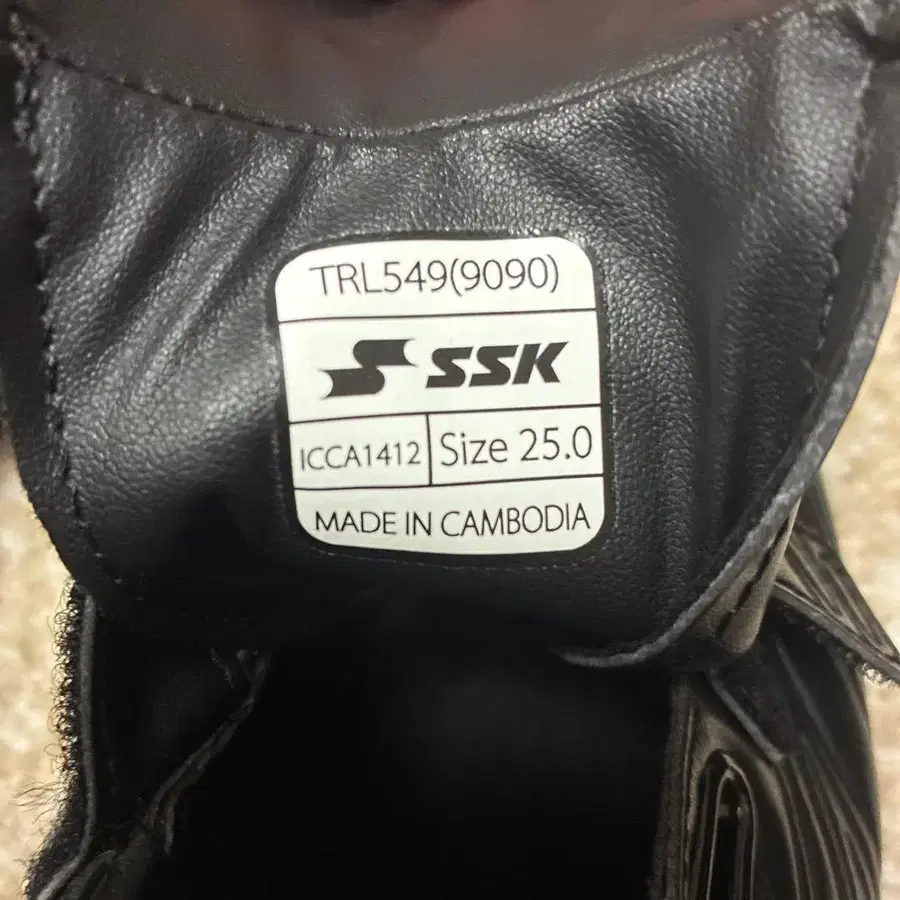 TRL549(9090)
SSK
ICCA1412 Size 25.0
MADE IN CAMBODIA